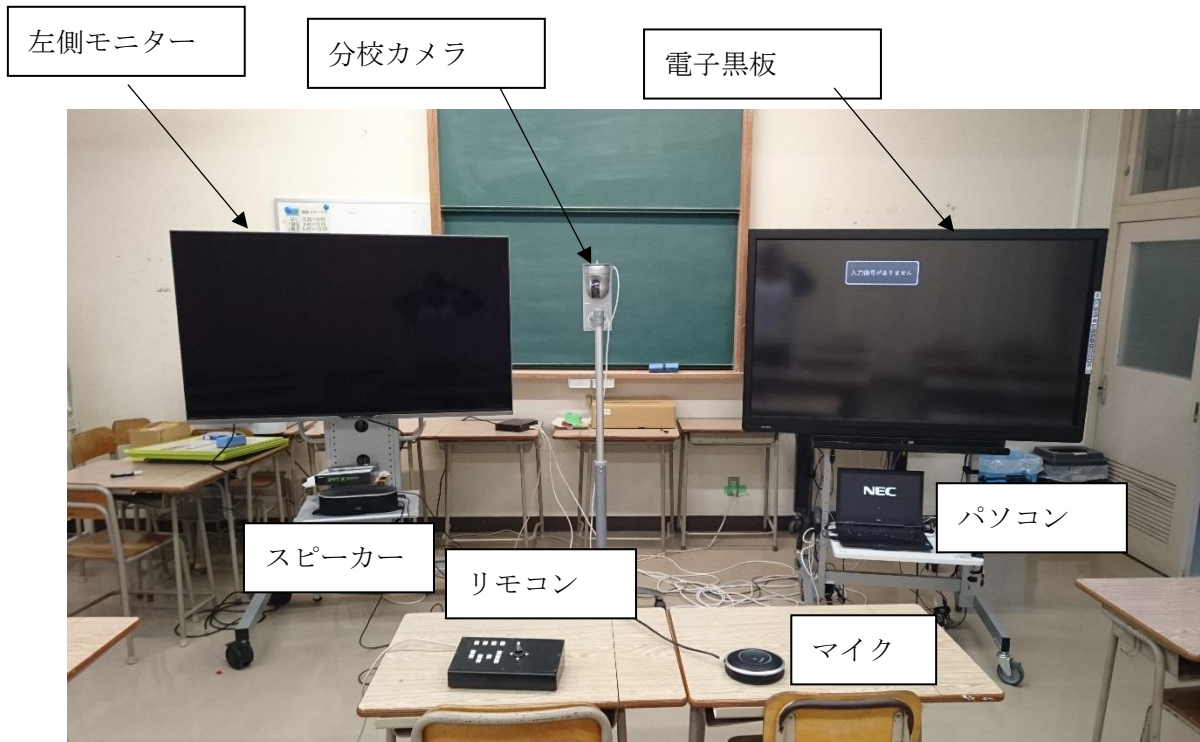 左側モニター
分校カメラ
電子黒板
入力信号がありません
NEC
パソコン
スピーカー
リモコン
マイク